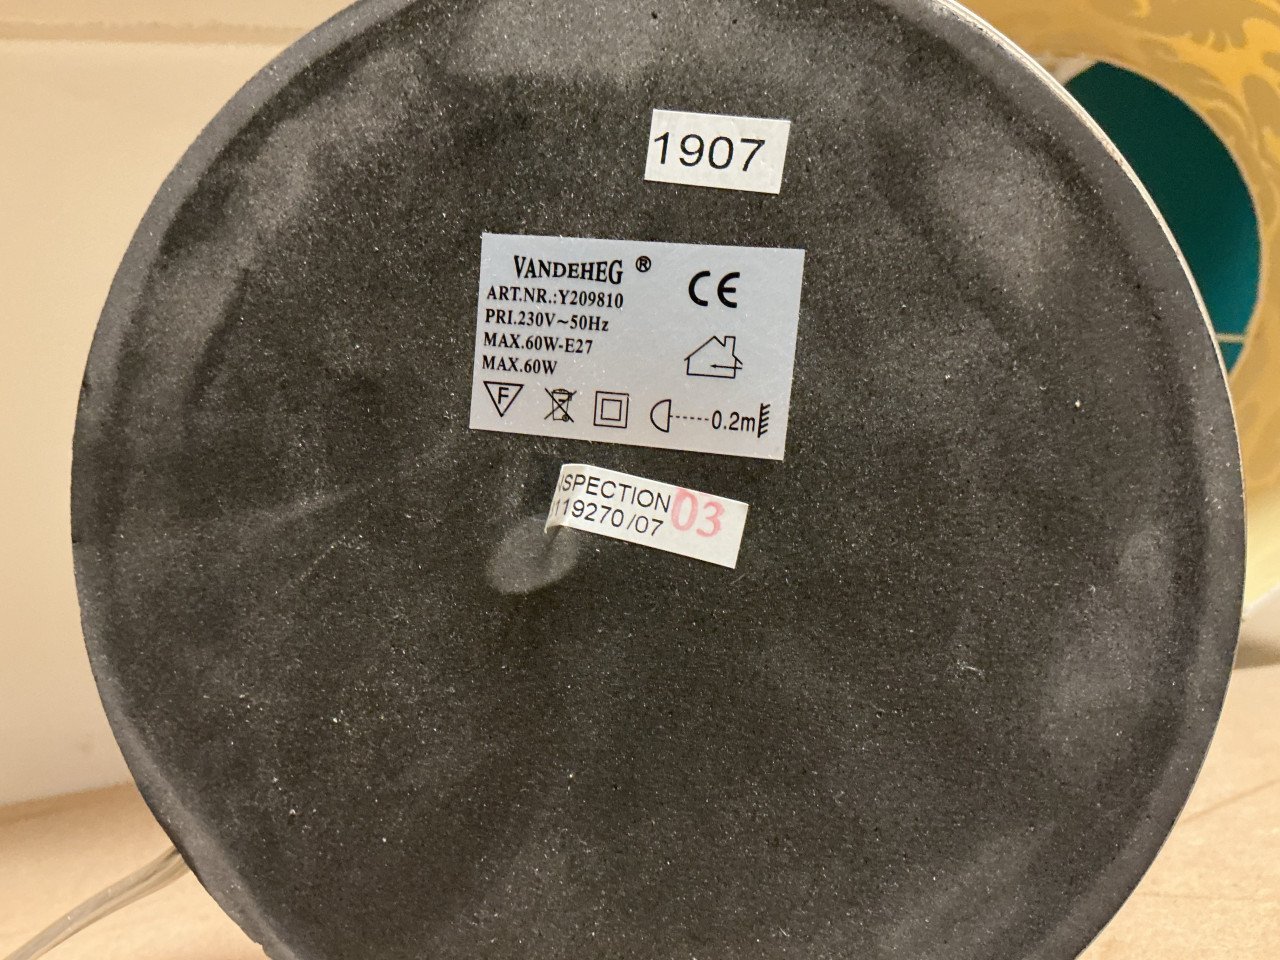 1907
VANDEHEG ®
CE
ART.NR.:Y209810
PRI.230V~50Hz
MAX.60W-E27
MAX.60W
F
0.2m
SPECTION
119270/07
03